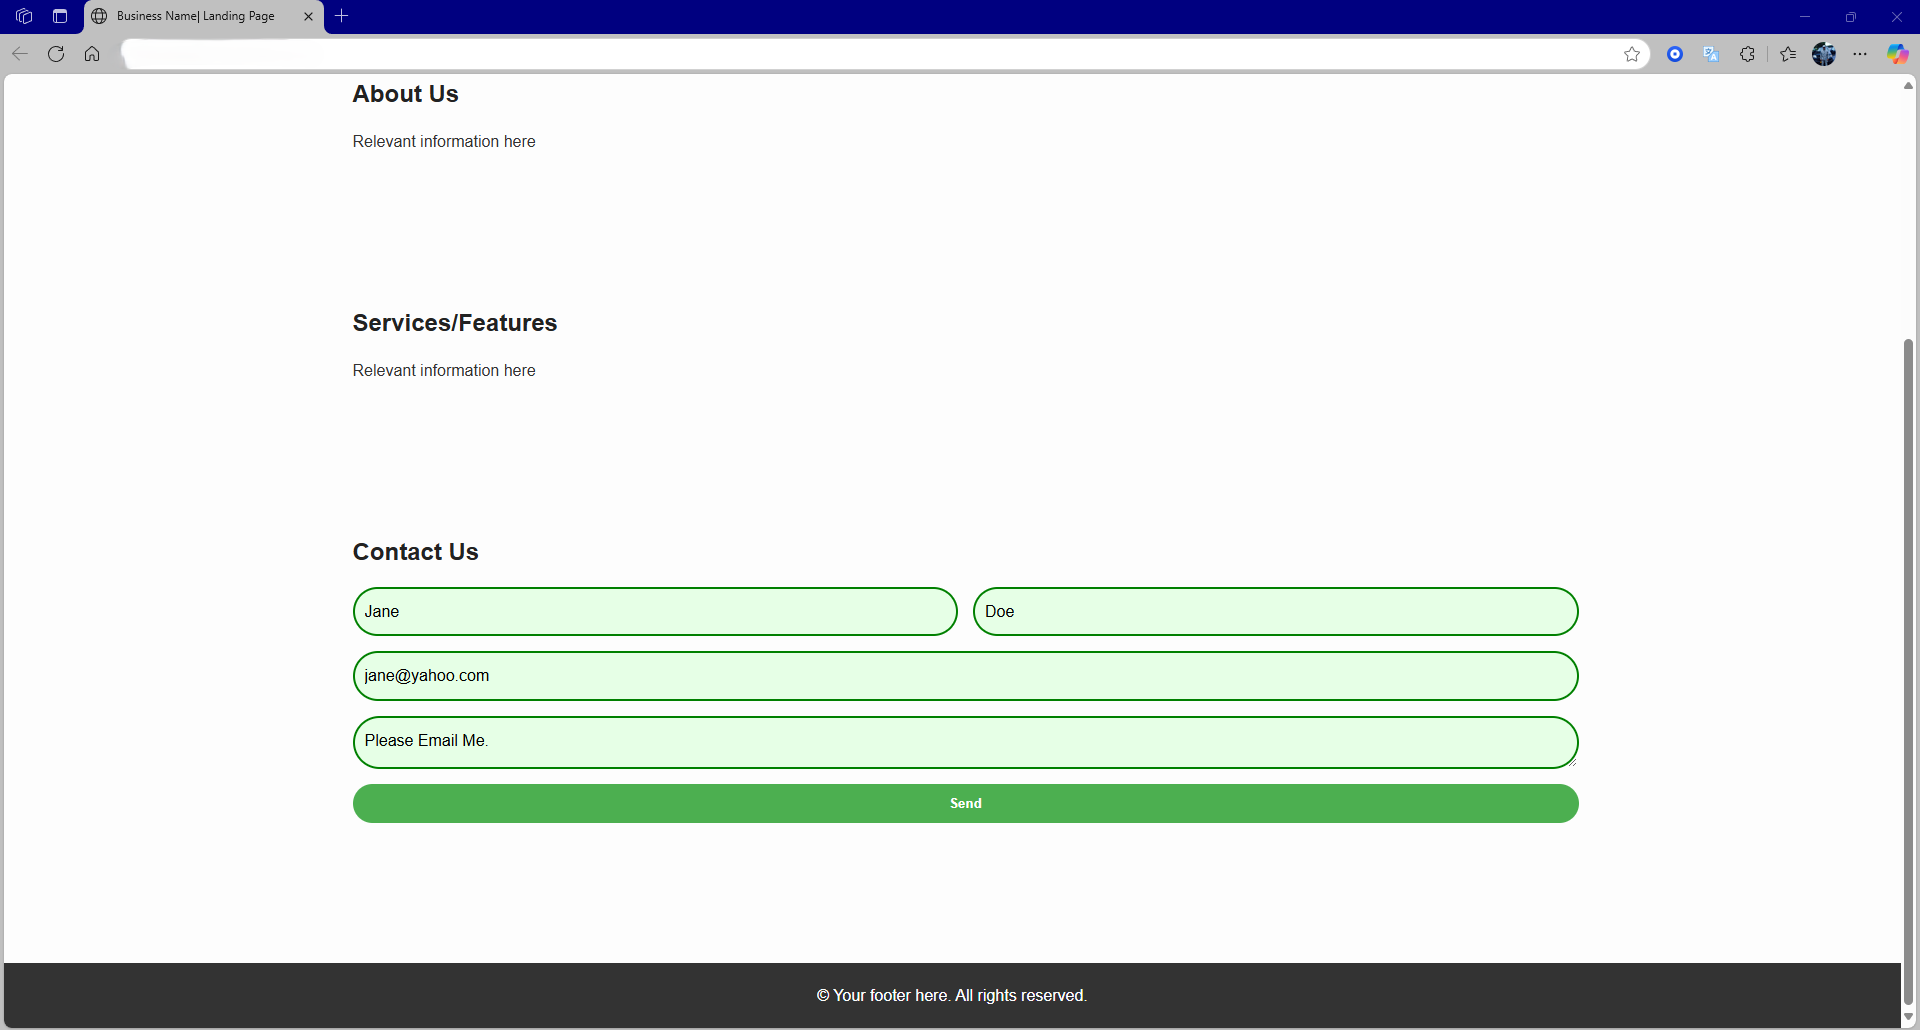 Business Name| Landing Page
About Us
Relevant information here
Services/Features
Relevant information here
Contact Us
Jane Doe
jane@yahoo.com
Please Email Me.
Send
© Your footer here. All rights reserved.